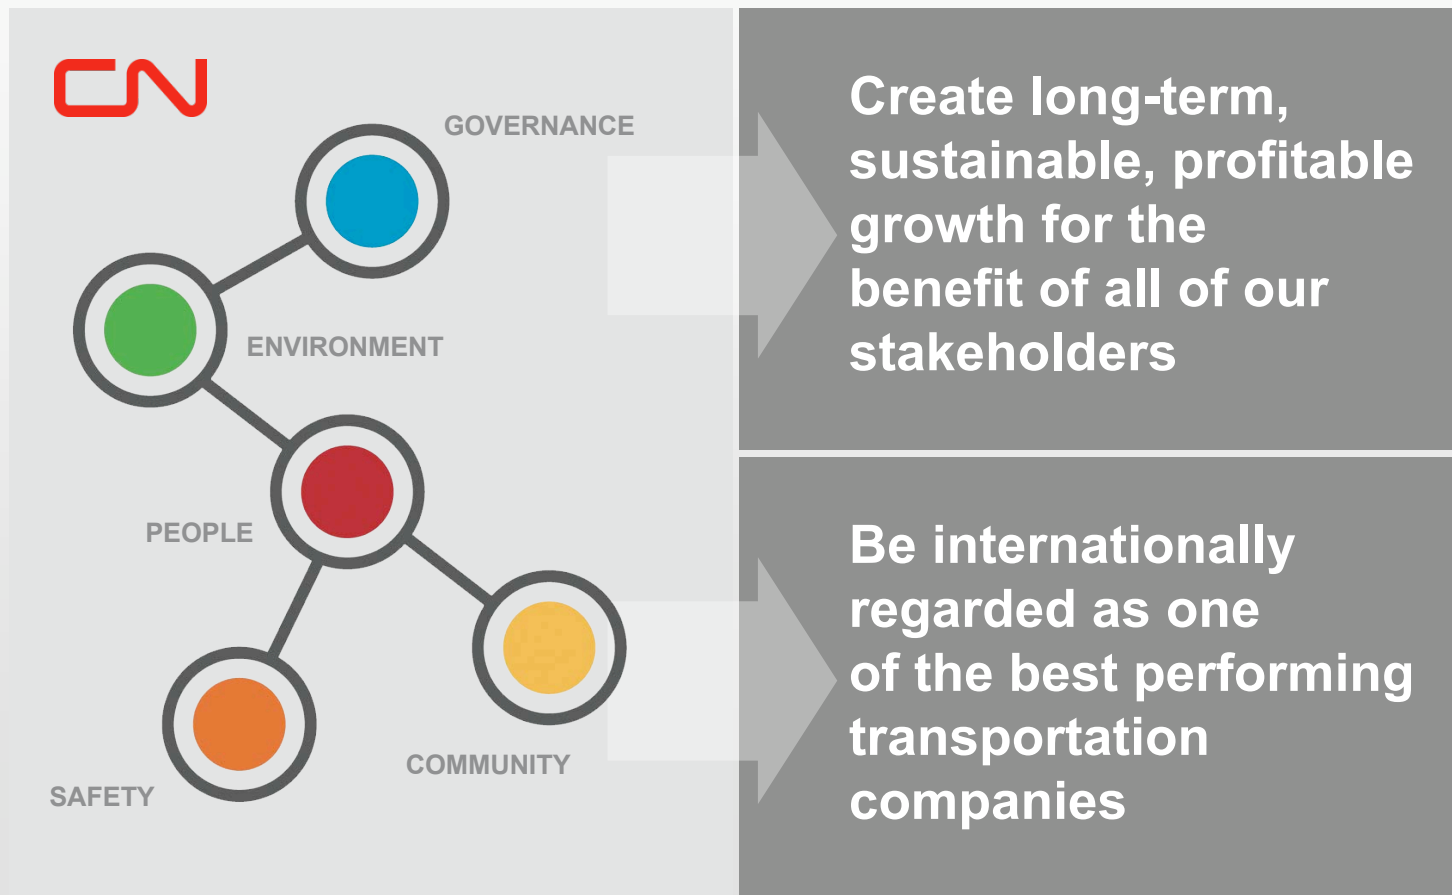 CN
GOVERNANCE
ENVIRONMENT
PEOPLE
COMMUNITY
SAFETY
Create long-term,
sustainable, profitable
growth for the
benefit of all of our
stakeholders
Be internationally
regarded as one
of the best performing
transportation
companies